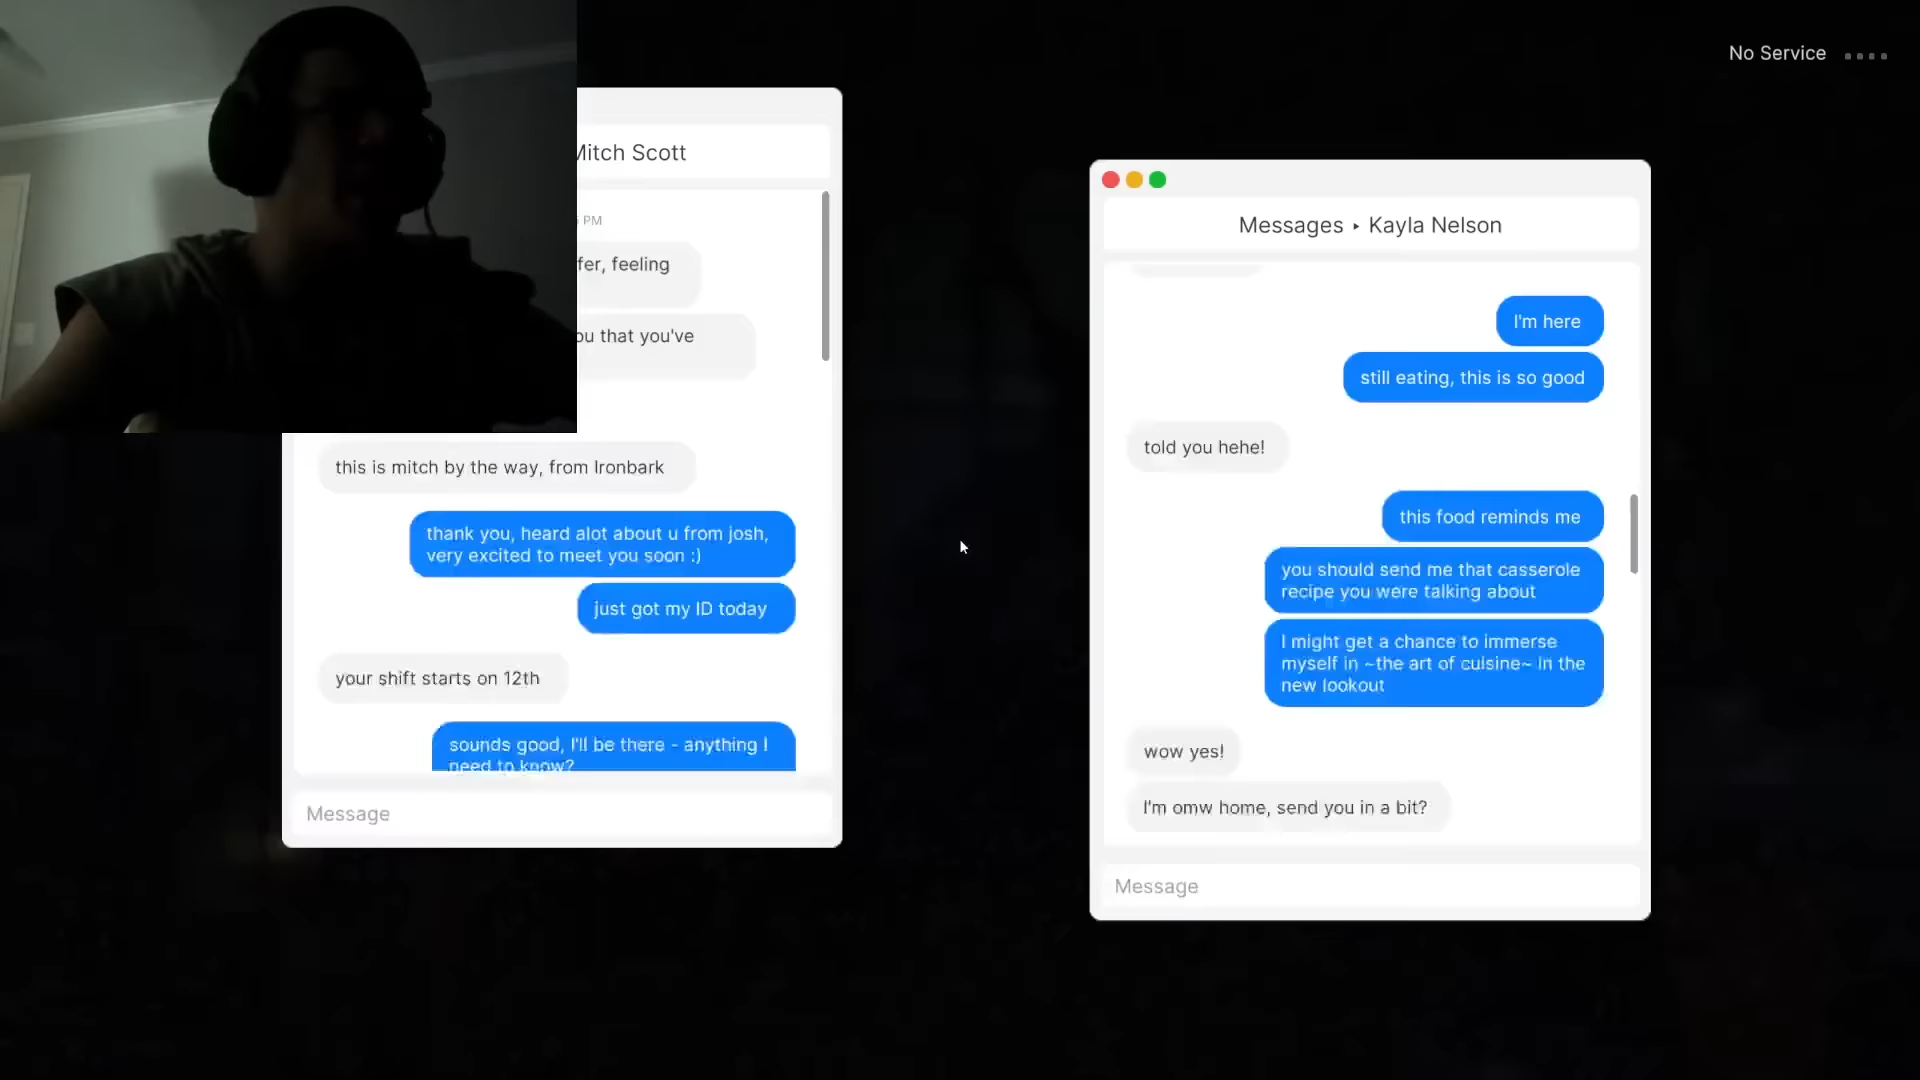 No Service
Mitch Scott
PM
fer, feeling
ou that you've
this is mitch by the way, from Ironbark
thank you, heard alot about u from josh,
very excited to meet you soon :)
just got my ID today
your shift starts on 12th
sounds good, I'll be there - anything I
need to know?
Message
Messages ▸ Kayla Nelson
I'm here
still eating, this is so good
told you hehe!
this food reminds me
you should send me that casserole
recipe you were talking about
I might get a chance to immerse
myself in ~the art of cuisine~ in the
new lookout
wow yes!
I'm omw home, send you in a bit?
Message